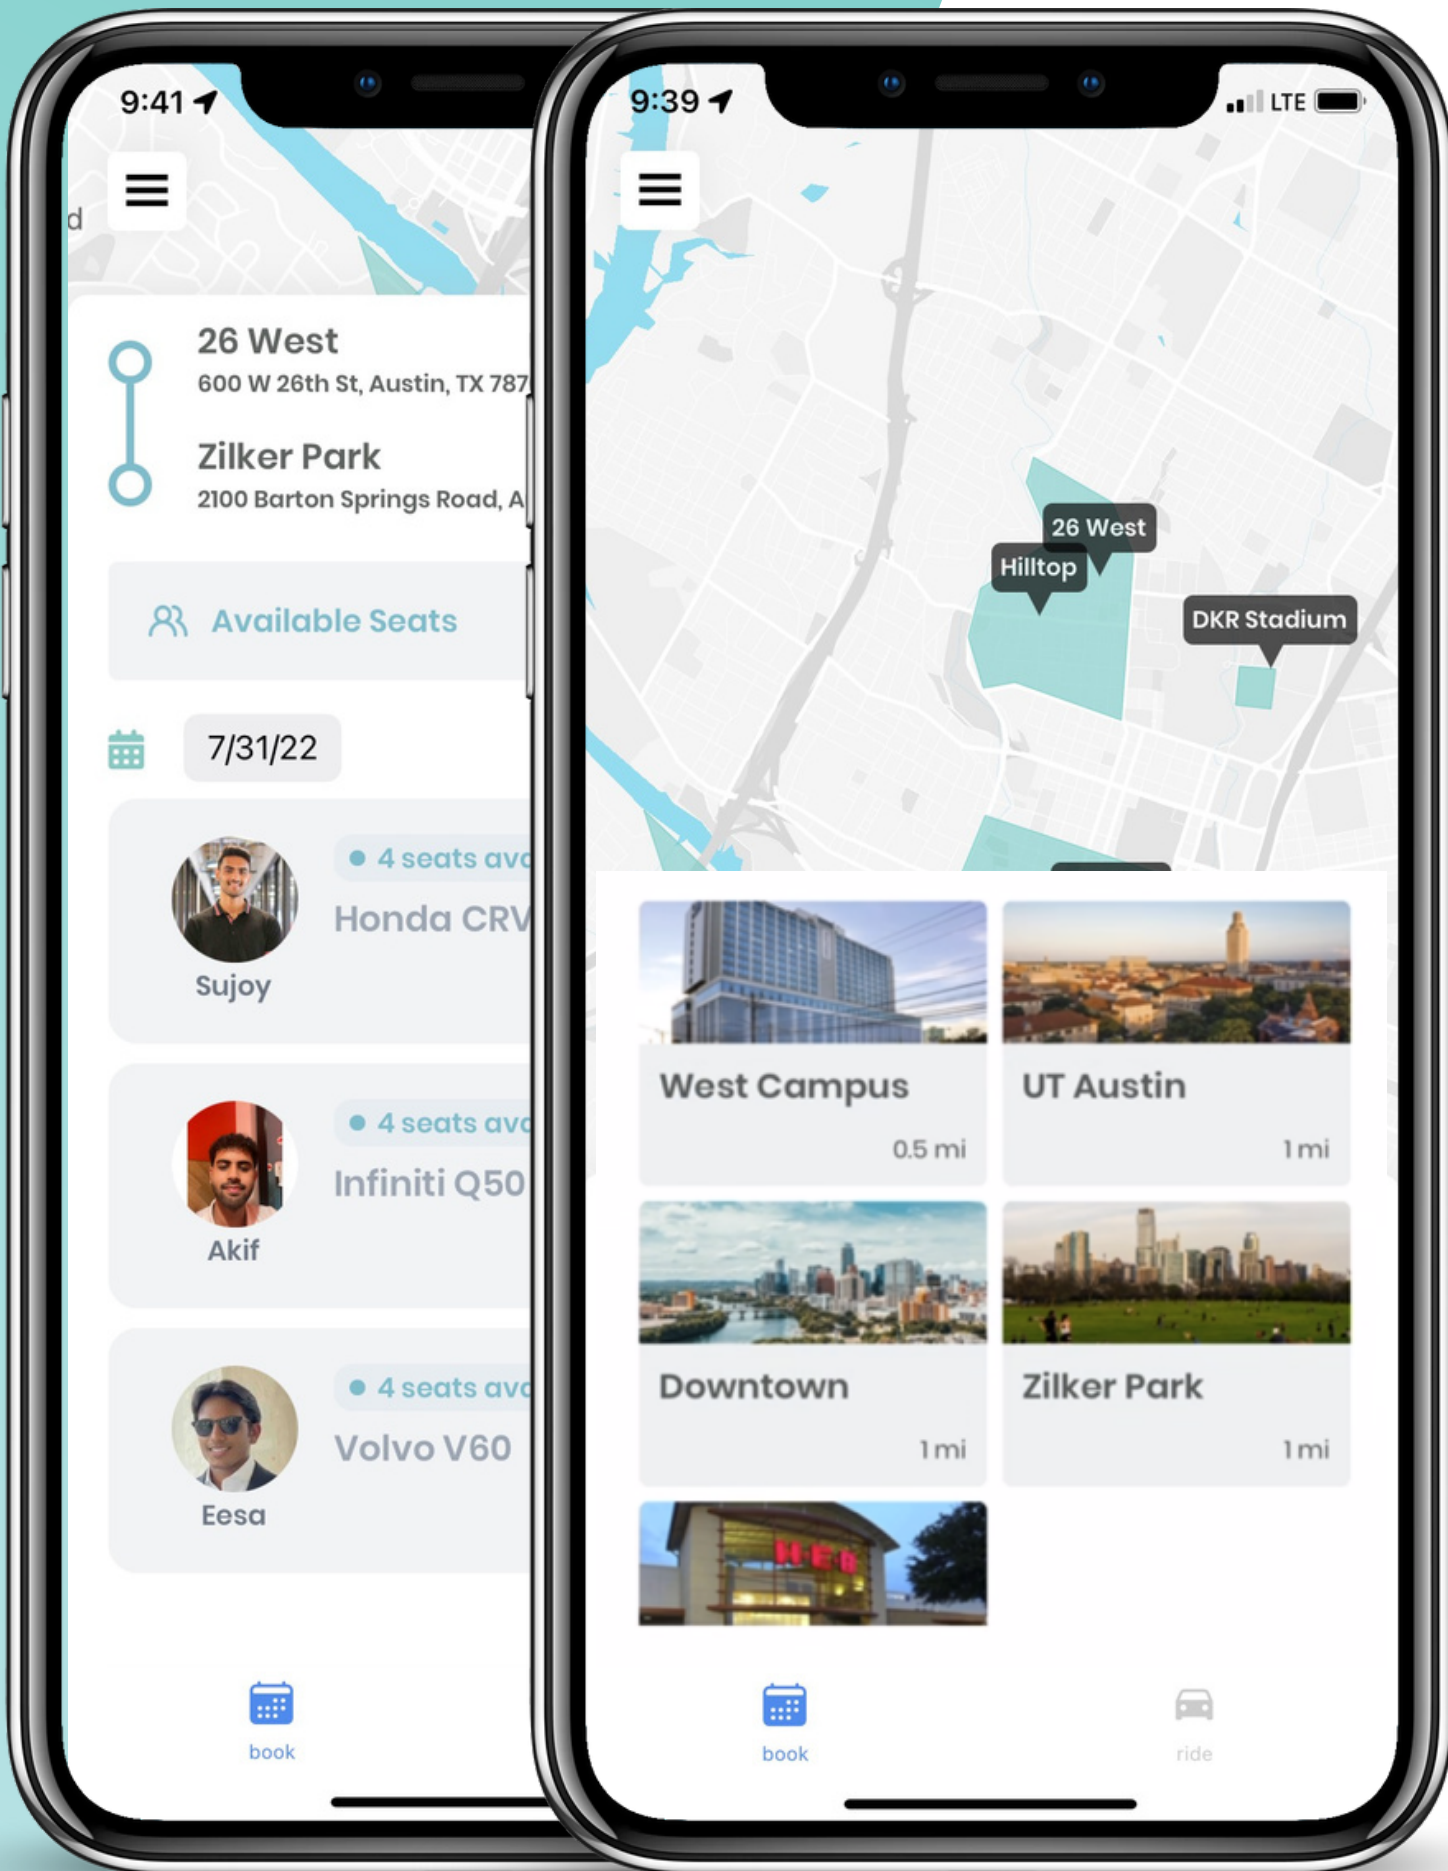 9:41
d
26 West
600 W 26th St, Austin, TX 787
Zilker Park
2100 Barton Springs Road, A
Available Seats
7/31/22
4 seats ava
Honda CRV
Sujoy
4 seats ava
Infiniti Q50
Akif
4 seats ava
Volvo V60
Eesa
book
9:39
LTE
26 West
Hilltop
DKR Stadium
West Campus
0.5 mi
UT Austin
1 mi
Downtown
1 mi
Zilker Park
1 mi
H-E-B
book
ride